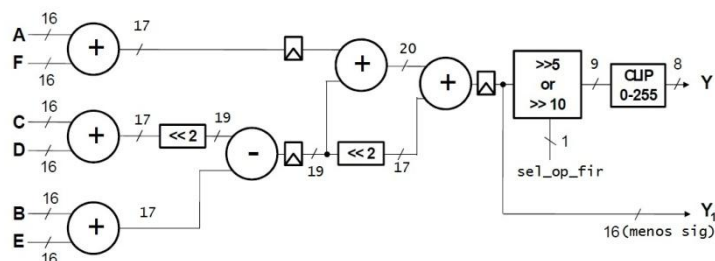 16
A
16
F
+
17
+
20
+
>>5
or
>> 10
9
CLIP
0-255
8
Y
16
C
16
D
+
17
<< 2
19
-
19
<< 2
17
1
sel_op_fir
16
B
16
E
+
17
16(menos sig)
Y1